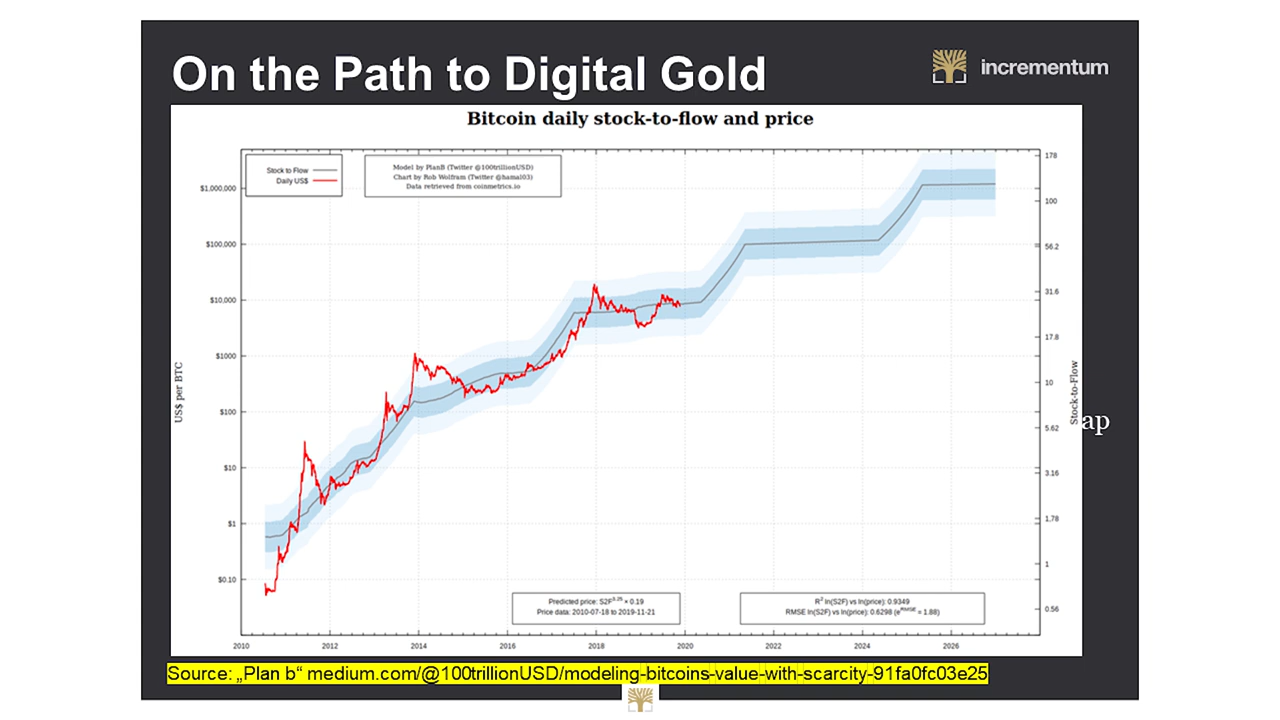 On the Path to Digital Gold
incrementum
Bitcoin daily stock-to-flow and price
Stock to Flow
Daily US$
Model by PlanB (Twitter @100trillionUSD)
Chart by Rob Wolfram (Twitter @hamal03)
Data retrieved from coinmetrics.io
$1,000,000
$100,000
$10,000
$1000
$100
$10
$1
$0.10
US$ per BTC
178
100
56.2
31.6
17.8
10
5.62
3.16
1.78
1
0.56
Stock-to-Flow
ap
Predicted price: S2F^3.25 × 0.19
Price data: 2010-07-18 to 2019-11-21
R² ln(S2F) vs ln(price): 0.9349
RMSE ln(S2F) vs ln(price): 0.6298 (e^RMSE = 1.88)
2010 2012 2014 2016 2018 2020 2022 2024 2026
Source: „Plan b“ medium.com/@100trillionUSD/modeling-bitcoins-value-with-scarcity-91fa0fc03e25